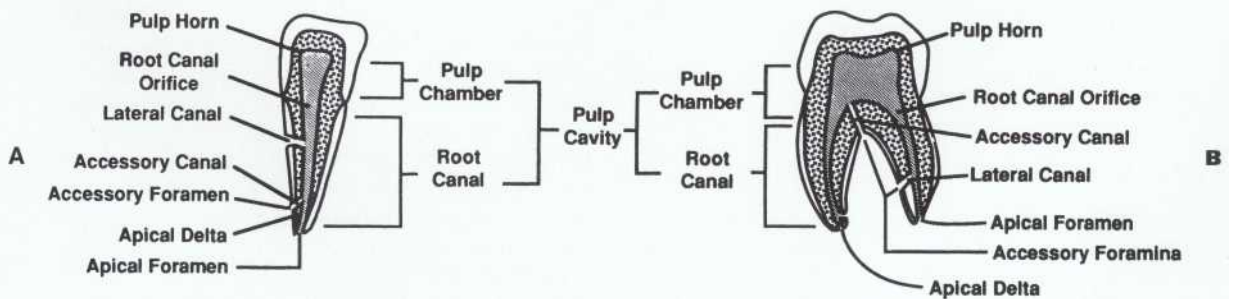 A
Pulp Horn
Root Canal
Orifice
Lateral Canal
Accessory Canal
Accessory Foramen
Apical Delta
Apical Foramen
Pulp
Chamber
Root
Canal
Pulp
Cavity
Pulp
Chamber
Root
Canal
Pulp Horn
Root Canal Orifice
Accessory Canal
Lateral Canal
Apical Foramen
Accessory Foramina
Apical Delta
B